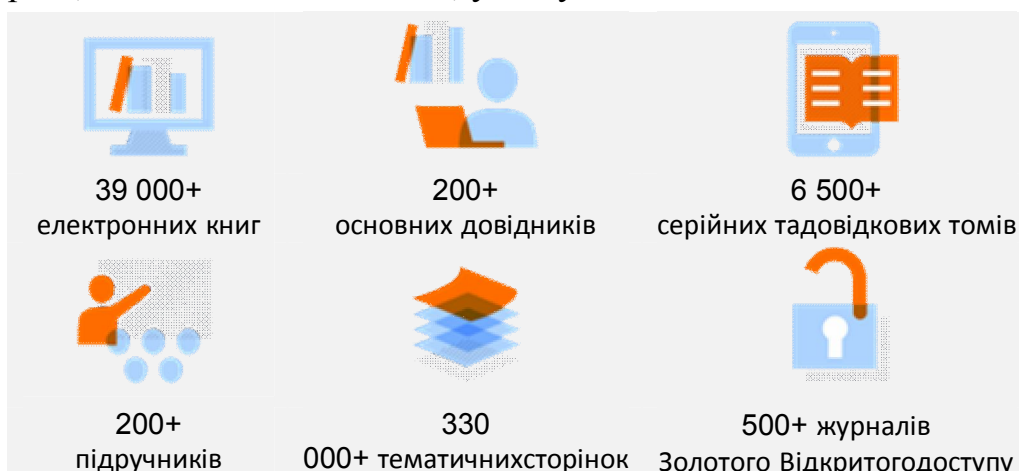 39 000+
200+
6 500+
електронних книг
основних довідників
серійних тадовідкових томів
200+
330
500+ журналів
підручників
000+ тематичнихсторінок
Золотого Відкритогодоступу